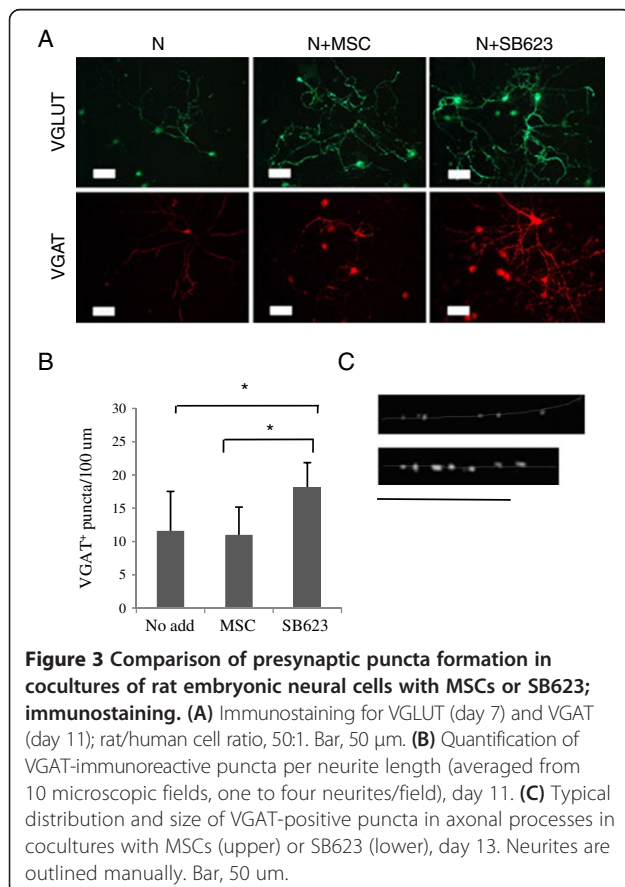 A
N N+MSC N+SB623
VGLUT
VGAT
B
C
*
*
VGAT+ puncta/100 um
30
25
20
15
10
5
0
No add MSC SB623
Figure 3 Comparison of presynaptic puncta formation in
cocultures of rat embryonic neural cells with MSCs or SB623;
immunostaining. (A) Immunostaining for VGLUT (day 7) and VGAT
(day 11); rat/human cell ratio, 50:1. Bar, 50 μm. (B) Quantification of
VGAT-immunoreactive puncta per neurite length (averaged from
10 microscopic fields, one to four neurites/field), day 11. (C) Typical
distribution and size of VGAT-positive puncta in axonal processes in
cocultures with MSCs (upper) or SB623 (lower), day 13. Neurites are
outlined manually. Bar, 50 um.